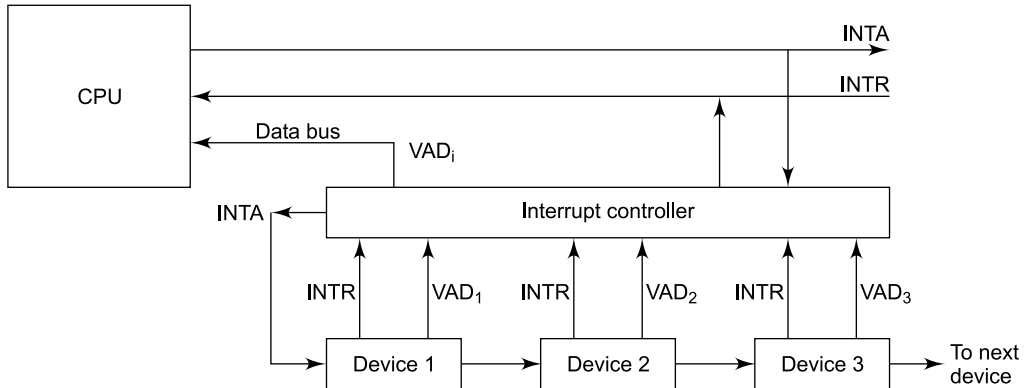 INTA
CPU
INTR
Data bus
VADi
INTA
Interrupt controller
INTR
VAD1
INTR
VAD2
INTR
VAD3
Device 1
Device 2
Device 3
To next
device